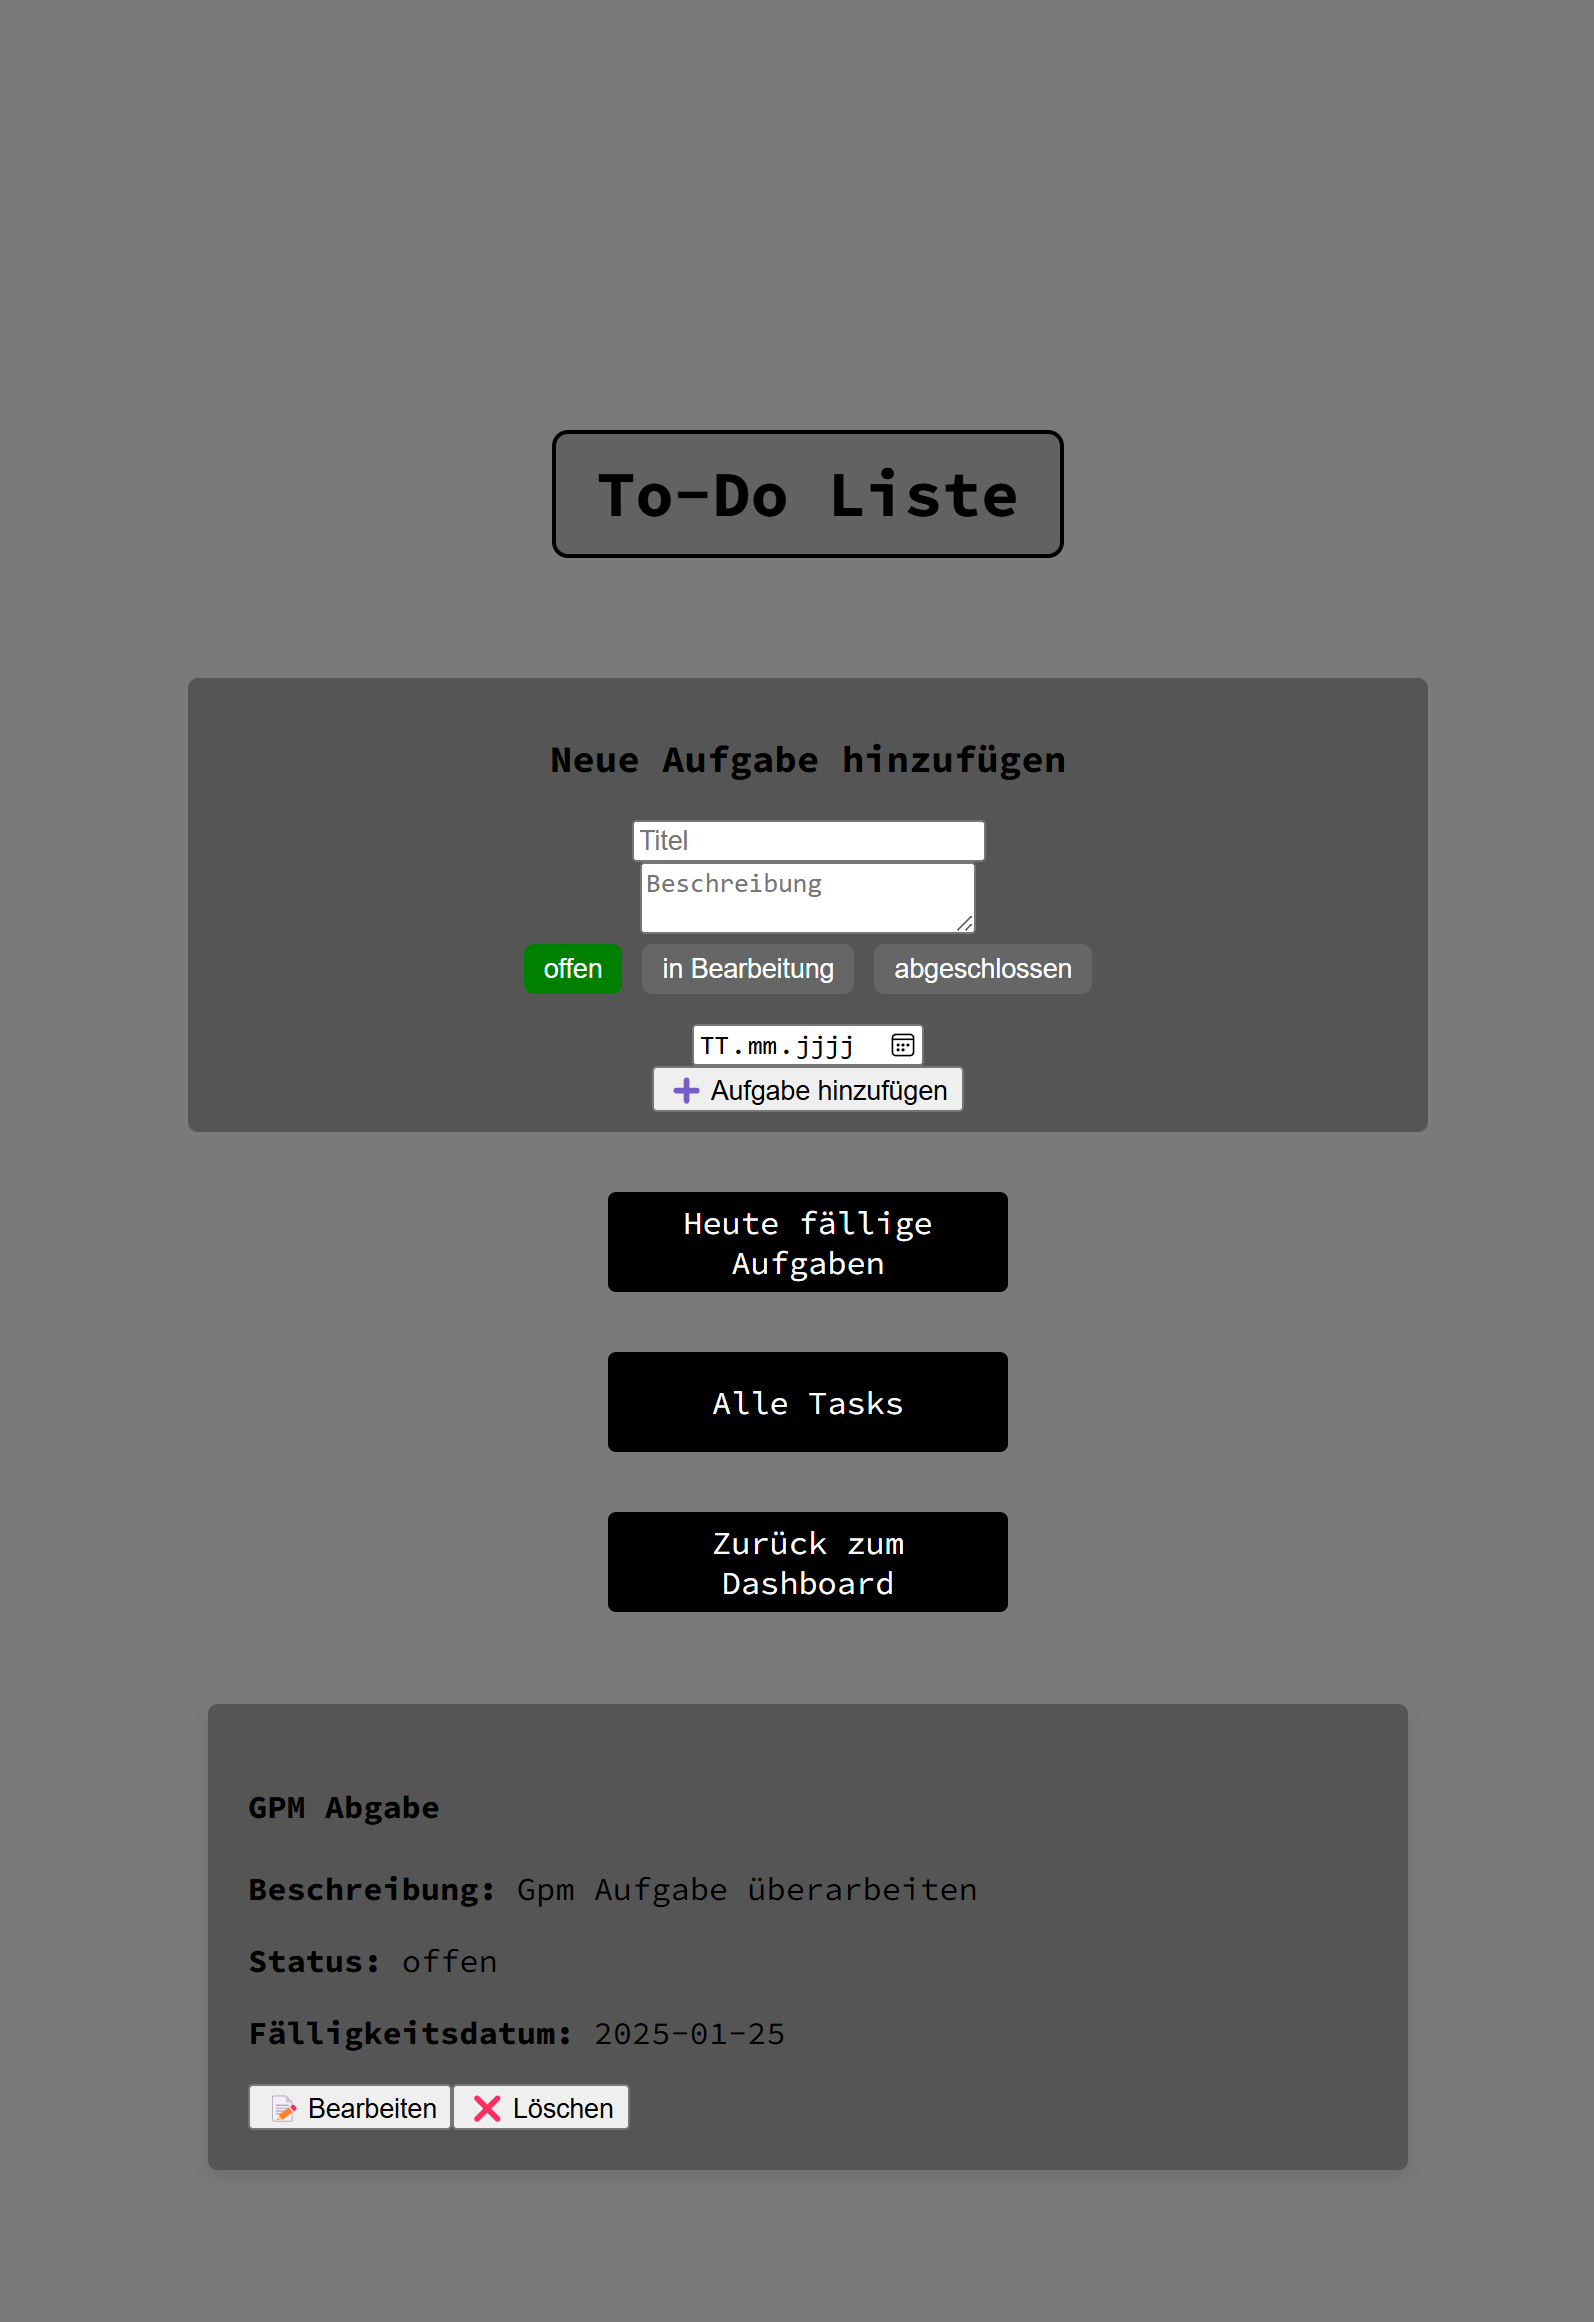 To-Do Liste
Neue Aufgabe hinzufügen
Titel
Beschreibung
offen in Bearbeitung abgeschlossen
TT.mm.jjjj
Aufgabe hinzufügen
Heute fällige
Aufgaben
Alle Tasks
Zurück zum
Dashboard
GPM Abgabe
Beschreibung: Gpm Aufgabe überarbeiten
Status: offen
Fälligkeitsdatum: 2025-01-25
Bearbeiten Löschen